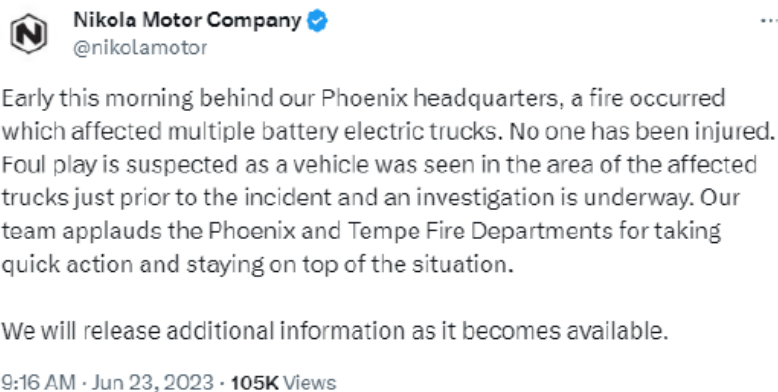 Nikola Motor Company
@nikolamotor
Early this morning behind our Phoenix headquarters, a fire occurred
which affected multiple battery electric trucks. No one has been injured.
Foul play is suspected as a vehicle was seen in the area of the affected
trucks just prior to the incident and an investigation is underway. Our
team applauds the Phoenix and Tempe Fire Departments for taking
quick action and staying on top of the situation.
We will release additional information as it becomes available.
9:16 AM · Jun 23, 2023 · 105K Views